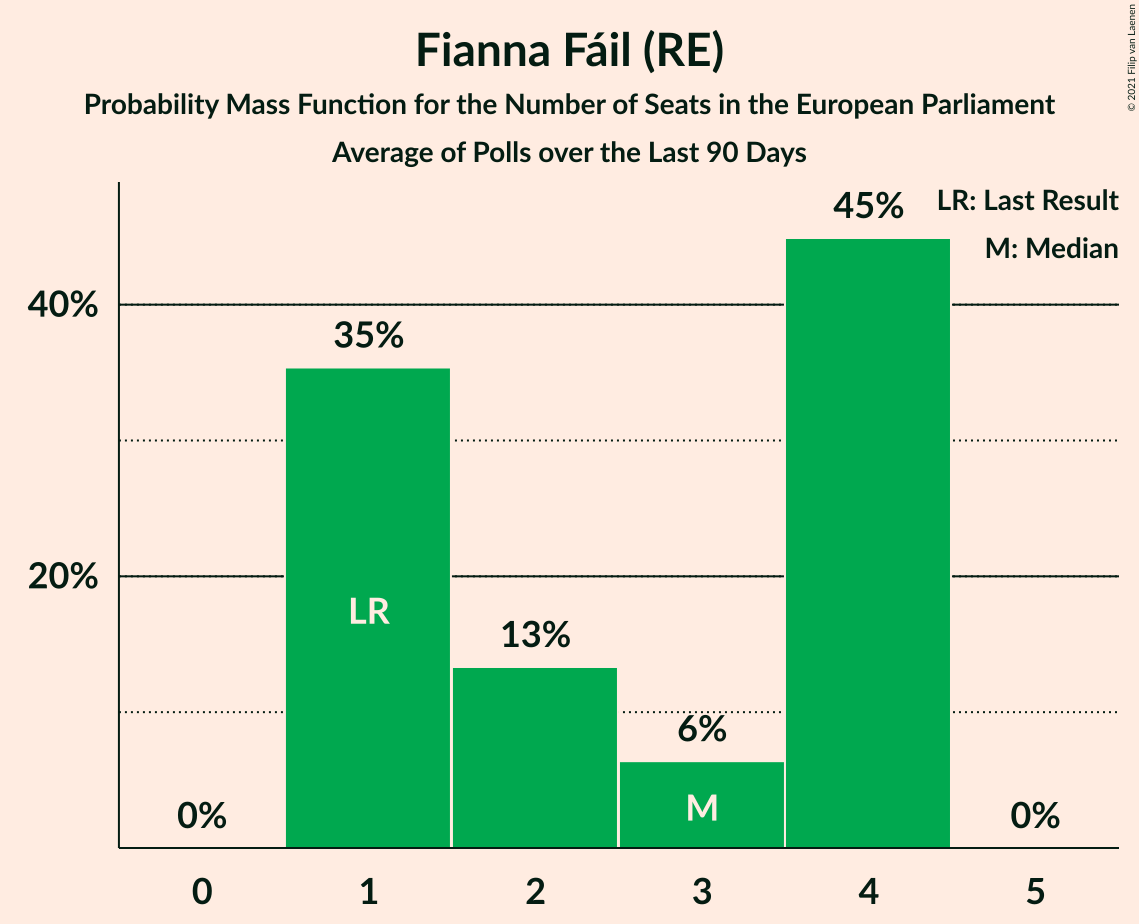 Fianna Fáil (RE)
Probability Mass Function for the Number of Seats in the European Parliament
Average of Polls over the Last 90 Days
© 2021 Filip van Laenen
LR: Last Result
M: Median
45%
40%
35%
20%
LR
13%
6%
M
0%
0%
0 1 2 3 4 5